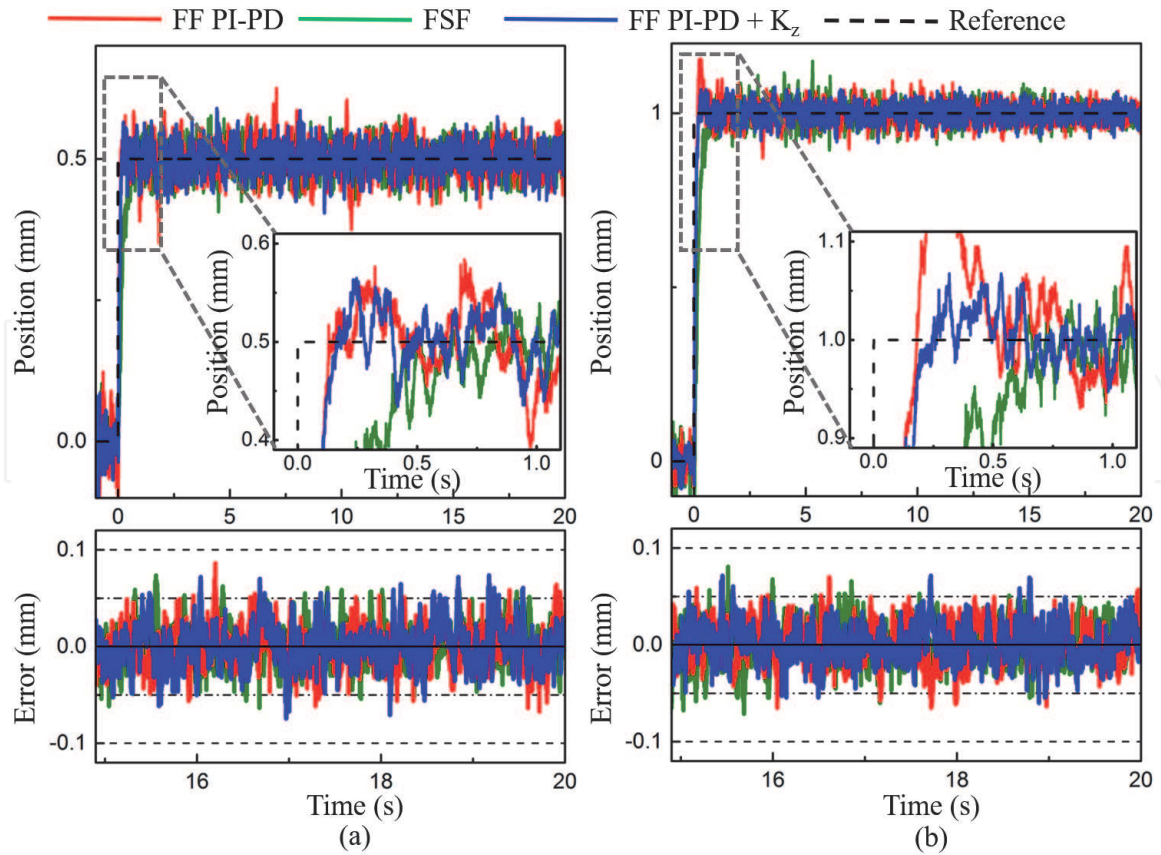 FF PI-PD FSF FF PI-PD + Kz Reference
Position (mm)
0.5
0.0
0 5 10 15 20
Position (mm)
0.6
0.5
0.4
0.0 0.5 1.0
Time (s)
Error (mm)
0.1
0.0
-0.1
16 18 20
Time (s)
(a)
Position (mm)
1
0
0 5 10 15 20
Position (mm)
1.1
1.0
0.9
0.0 0.5 1.0
Time (s)
Error (mm)
0.1
0.0
-0.1
16 18 20
Time (s)
(b)